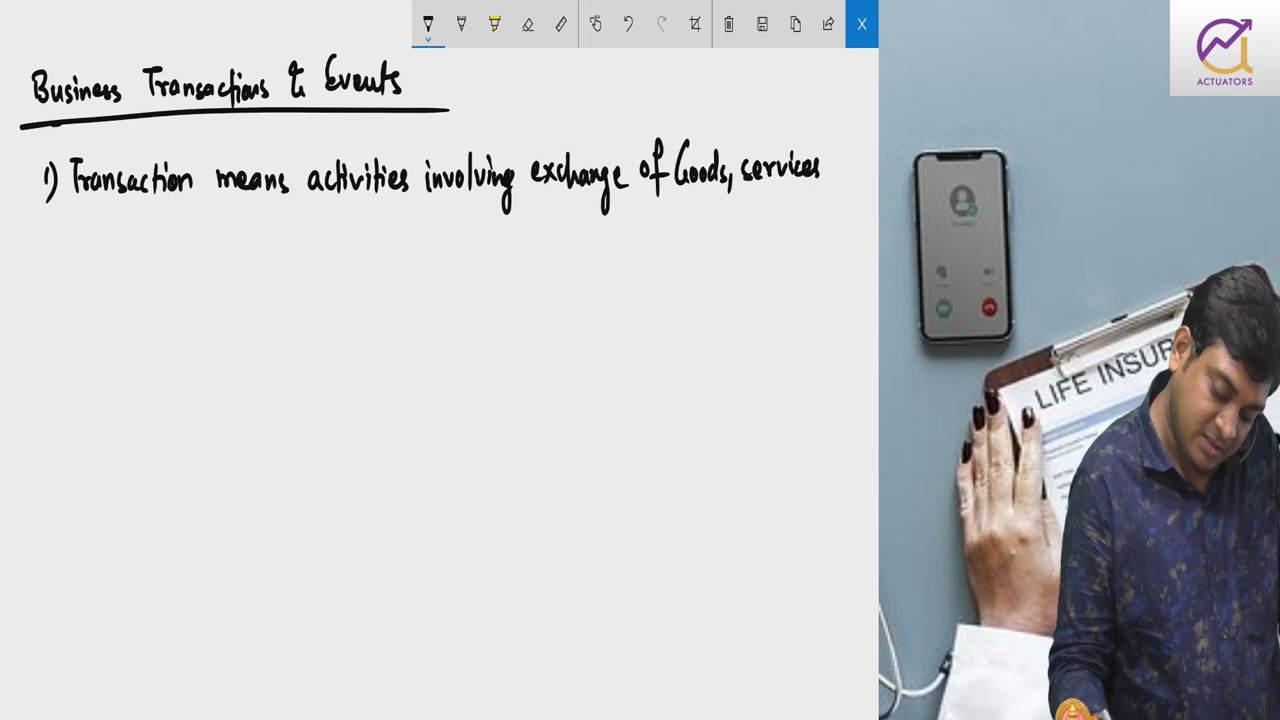 ACTUATORS
Business Transactions & Events
1) Transaction means activities involving exchange of Goods, services
LIFE INSUR